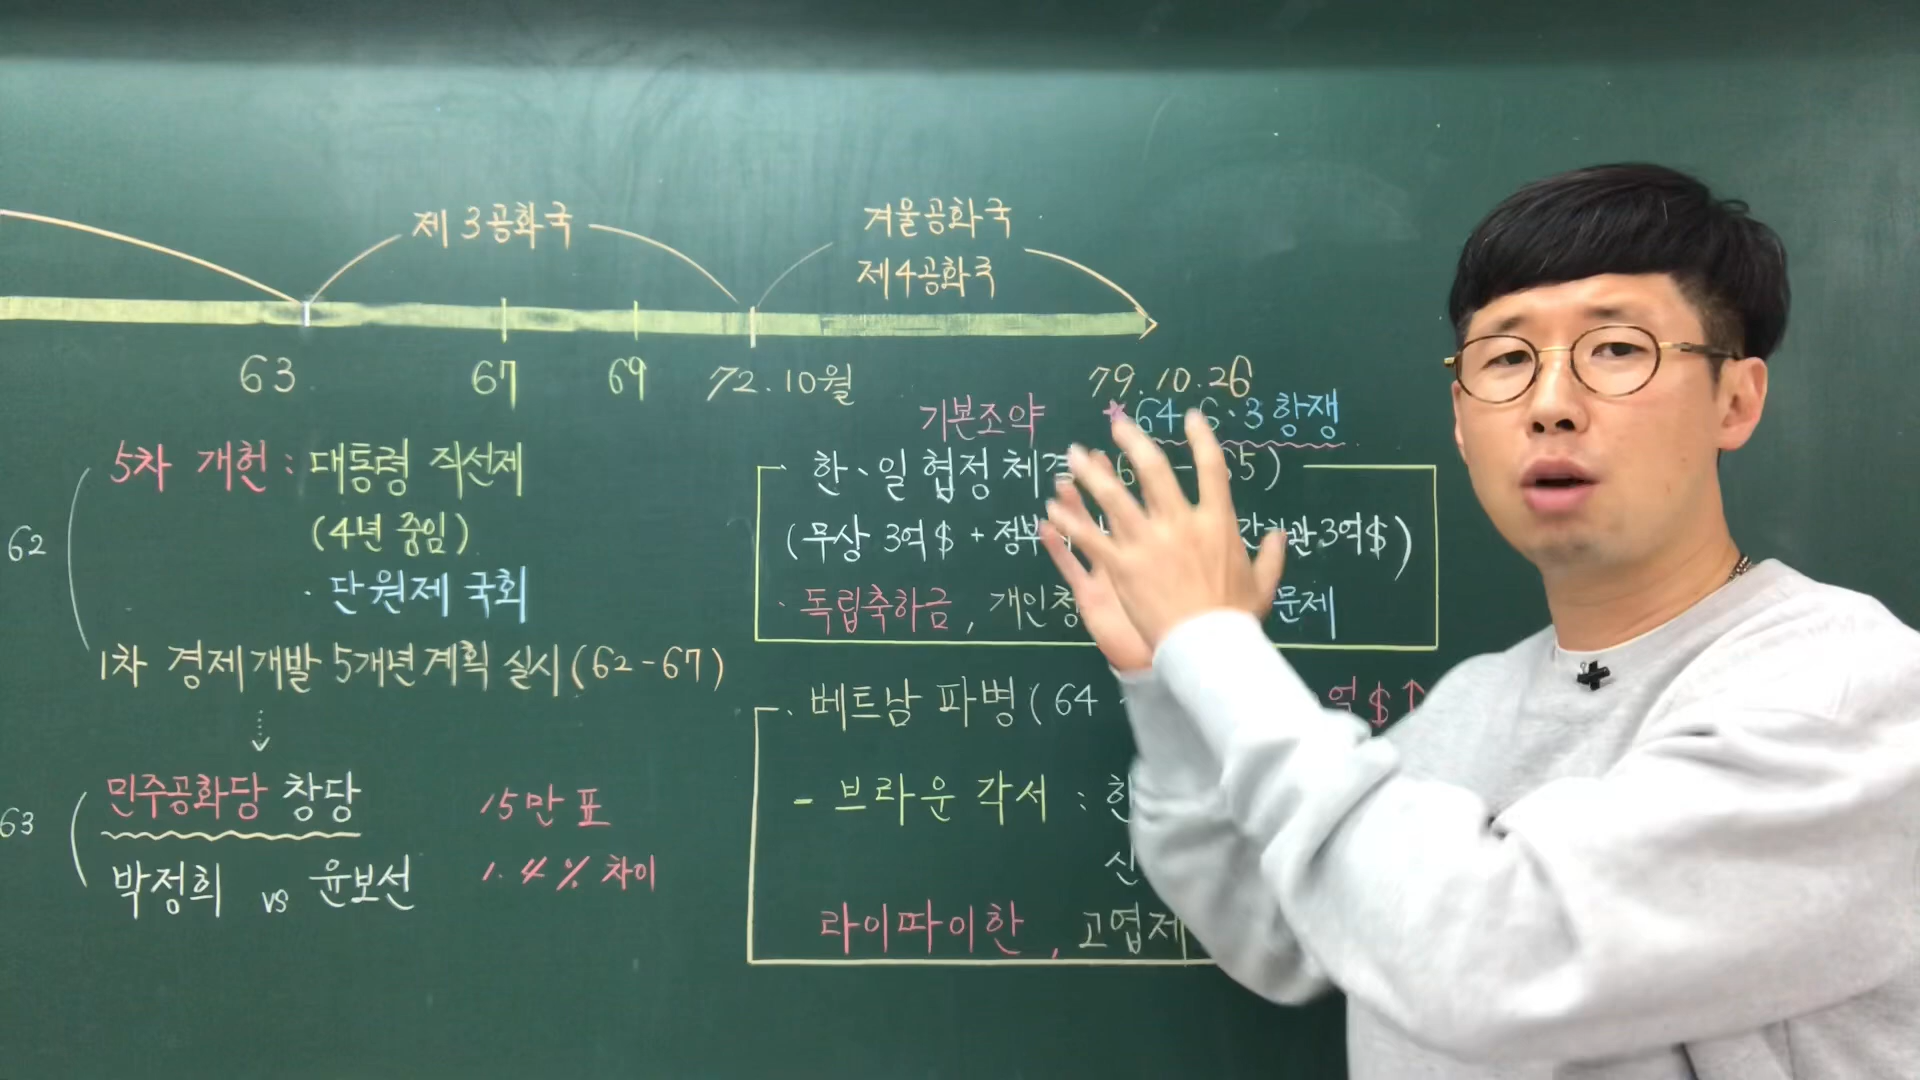 제 3공화국
겨울공화국
제4공화국
63 67 69 72.10월 79.10.26
62
5차 개헌 : 대통령 직선제
(4년 중임)
· 단원제 국회
1차 경제개발 5개년계획 실시(62-67)
63
민주공화당 창당
박정희 vs 윤보선
15만 표
1.4% 차이
기본조약 64 6·3 항쟁
한·일 협정 체결 65)
(무상 3억$ + 정부 3억$)
· 독립축하금, 개인청 문제
· 베트남 파병(64 억$↑
- 브라운 각서 : 한
신
라이따이한, 고엽제